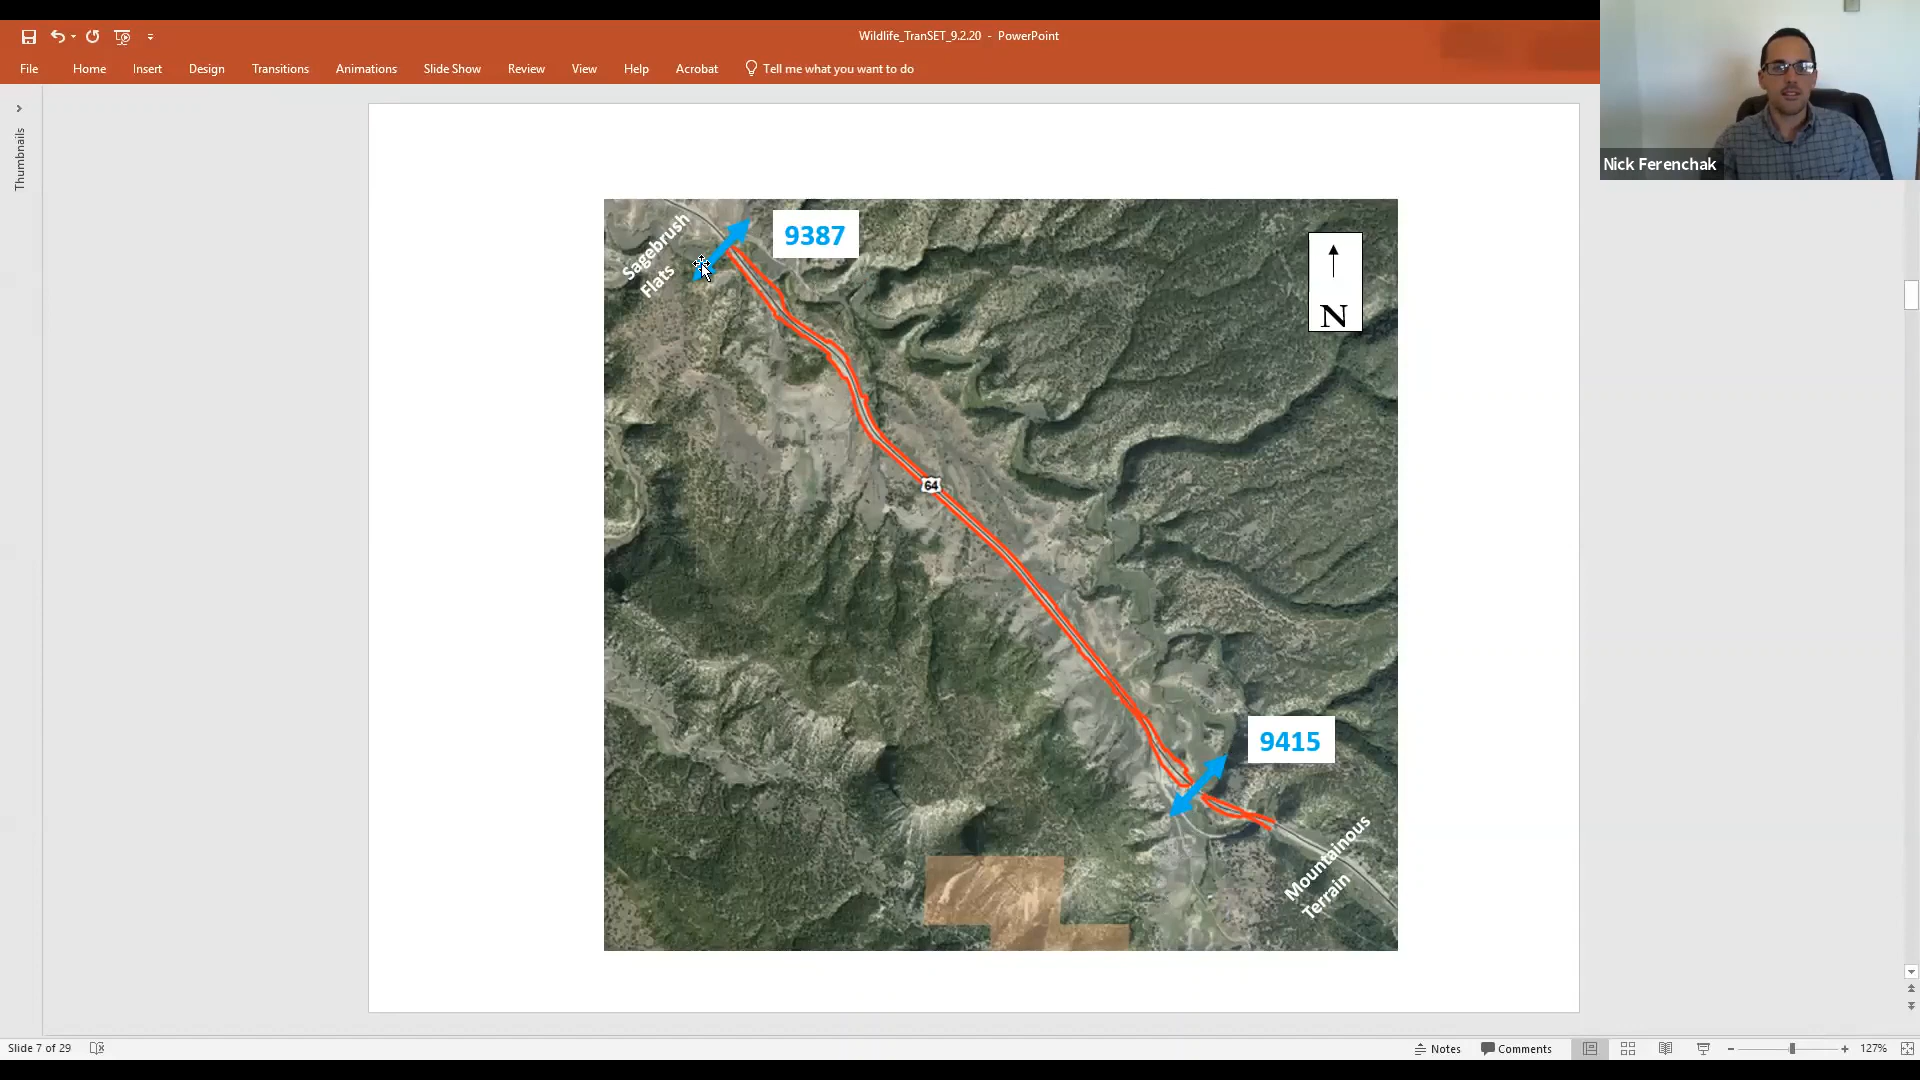 Wildlife_TranSET_9.2.20 - PowerPoint
File Home Insert Design Transitions Animations Slide Show Review View Help Acrobat Tell me what you want to do
Nick Ferenchak
Thumbnails
Sagebrush
Flats
9387
N
64
9415
Mountainous
Terrain
Slide 7 of 29
Notes Comments 127%